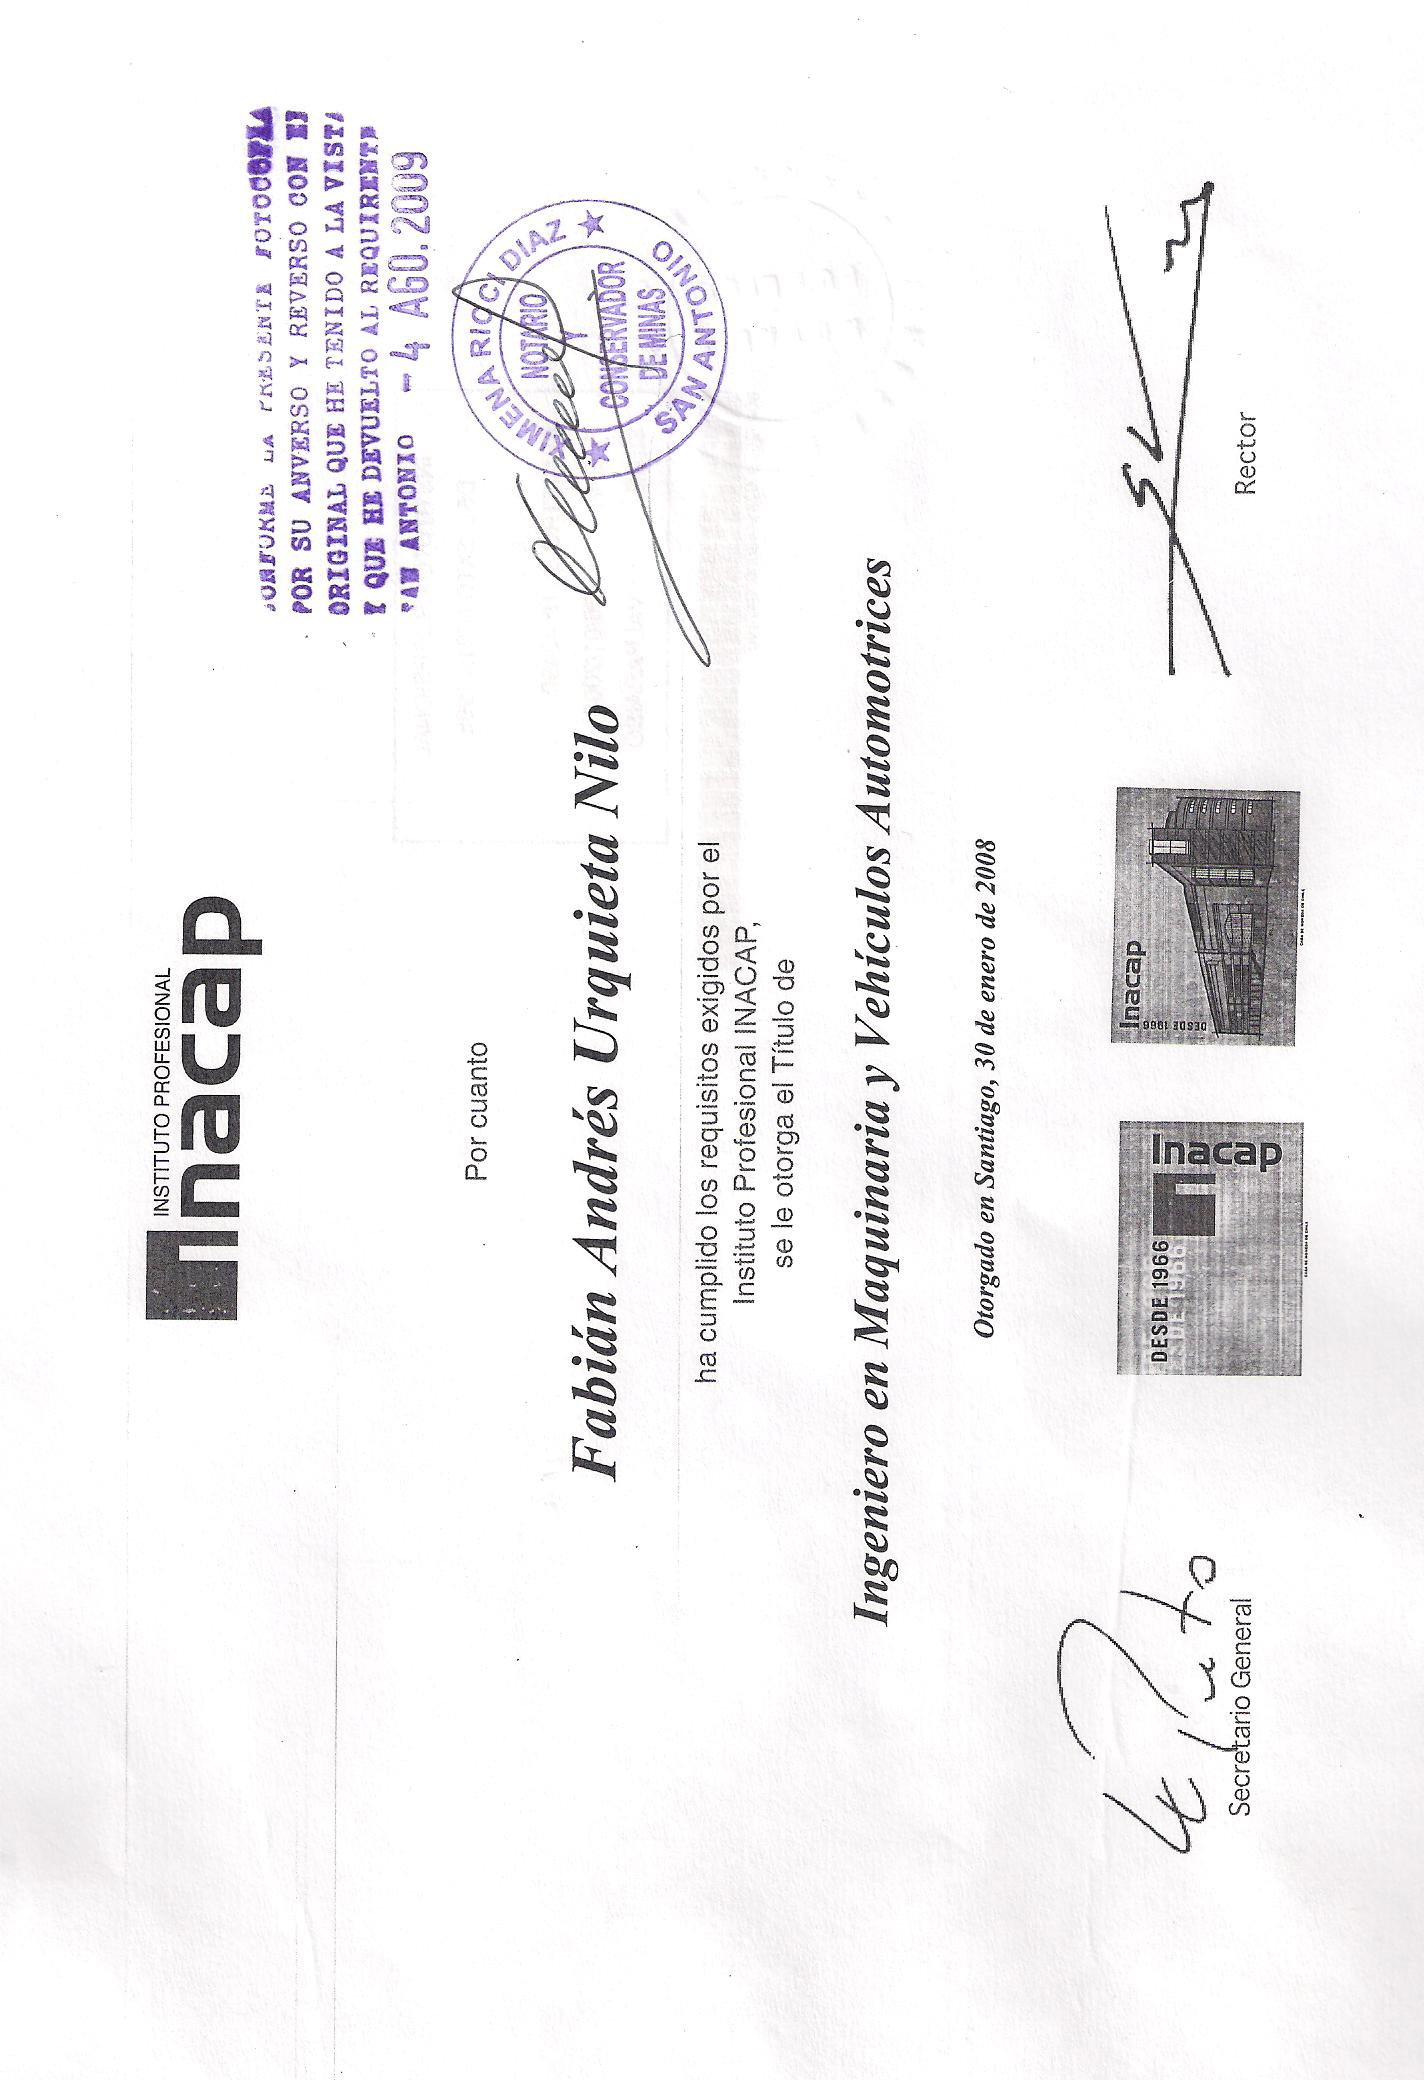 INSTITUTO PROFESIONAL
Inacap
CONFORME LA PRESENTE FOTOCOPIA
POR SU ANVERSO Y REVERSO CON EL
ORIGINAL QUE HE TENIDO A LA VISTA
Y QUE HE DEVUELTO AL REQUIRENTE
SAN ANTONIO - 4 AGO. 2009
XIMENA RICCI DIAZ
NOTARIO
Y
CONSERVADOR
DE MINAS
SAN ANTONIO
Por cuanto
Fabián Andrés Urquieta Nilo
ha cumplido los requisitos exigidos por el
Instituto Profesional INACAP,
se le otorga el Título de
Ingeniero en Maquinaria y Vehículos Automotrices
Otorgado en Santiago, 30 de enero de 2008
DESDE 1966
Inacap
Inacap
DESDE 1966
Secretario General
Rector